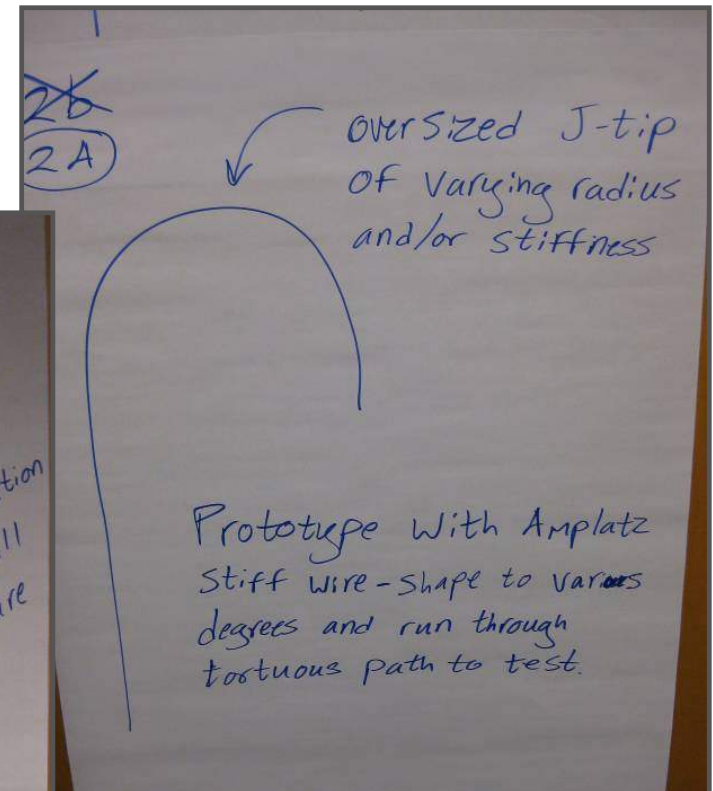 2b
2A
oversized J-tip
of varying radius
and/or stiffness
Prototype with Amplatz
stiff wire - shape to
degrees and run through
tortuous path to test.